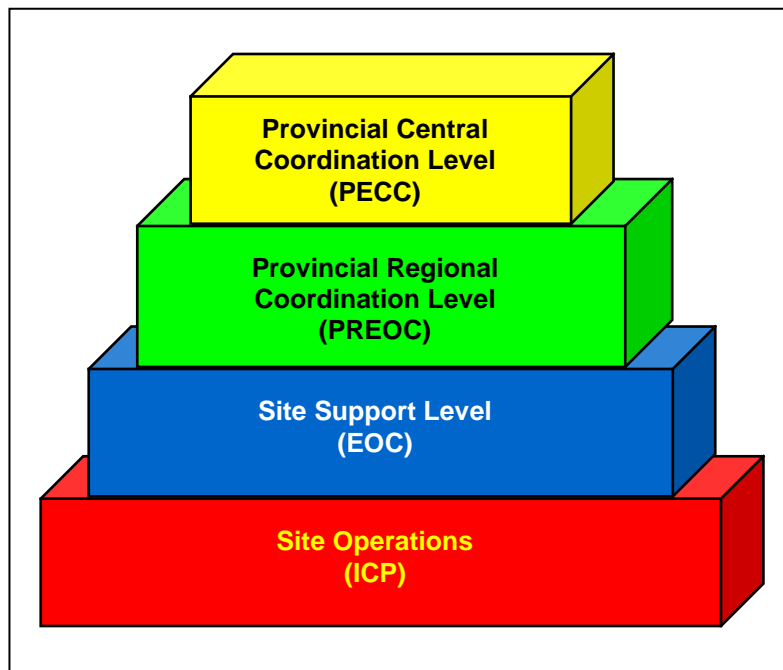 Provincial Central
Coordination Level
(PECC)
Provincial Regional
Coordination Level
(PREOC)
Site Support Level
(EOC)
Site Operations
(ICP)